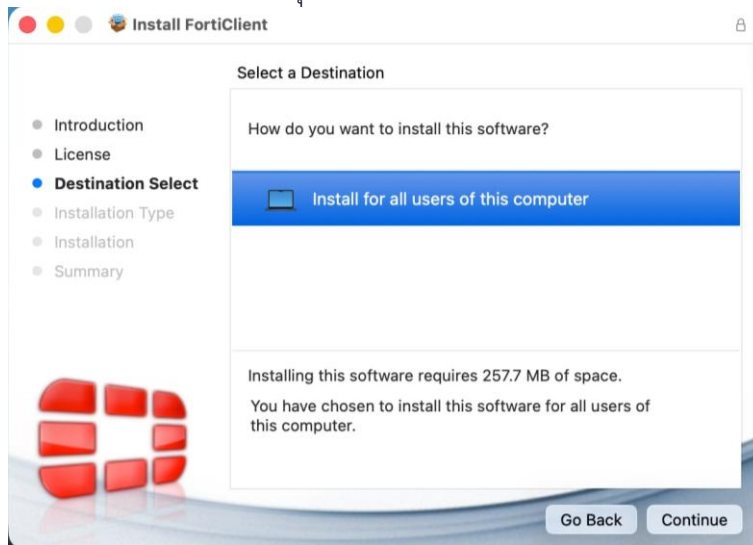 Install FortiClient
Select a Destination
Introduction
License
Destination Select
Installation Type
Installation
Summary
How do you want to install this software?
Install for all users of this computer
Installing this software requires 257.7 MB of space.
You have chosen to install this software for all users of
this computer.
Go Back
Continue